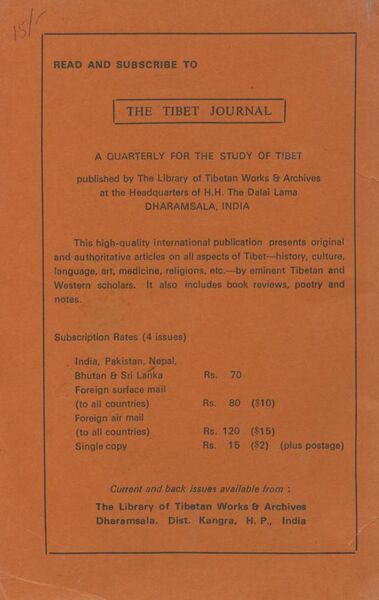 15/-
READ AND SUBSCRIBE TO
THE TIBET JOURNAL
A QUARTERLY FOR THE STUDY OF TIBET
published by The Library of Tibetan Works & Archives
at the Headquarters of H.H. The Dalai Lama
DHARAMSALA, INDIA
This high-quality international publication presents original
and authoritative articles on all aspects of Tibet—history, culture,
language, art, medicine, religions, etc.—by eminent Tibetan and
Western scholars. It also includes book reviews, poetry and
notes.
Subscription Rates (4 issues)
India, Pakistan, Nepal,
Bhutan & Sri Lanka Rs. 70
Foreign surface mail
(to all countries) Rs. 80 ($10)
Foreign air mail
(to all countries) Rs. 120 ($15)
Single copy Rs. 15 ($2) (plus postage)
Current and back issues available from :
The Library of Tibetan Works & Archives
Dharamsala, Dist. Kangra, H. P., India